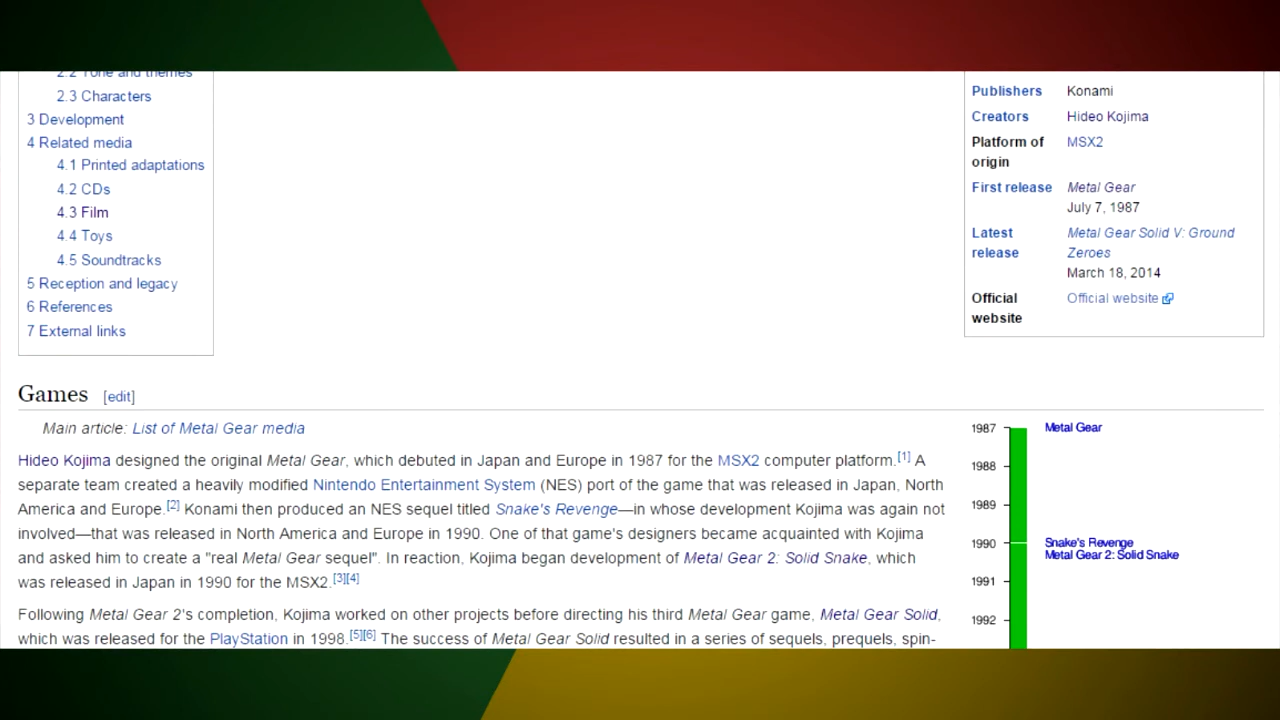 2.2 Tone and themes
2.3 Characters
3 Development
4 Related media
4.1 Printed adaptations
4.2 CDs
4.3 Film
4.4 Toys
4.5 Soundtracks
5 Reception and legacy
6 References
7 External links
Publishers Konami
Creators Hideo Kojima
Platform of MSX2
origin
First release Metal Gear
July 7, 1987
Latest Metal Gear Solid V: Ground
release Zeroes
March 18, 2014
Official Official website
website
Games [edit]
Main article: List of Metal Gear media
Hideo Kojima designed the original Metal Gear, which debuted in Japan and Europe in 1987 for the MSX2 computer platform.[1] A
separate team created a heavily modified Nintendo Entertainment System (NES) port of the game that was released in Japan, North
America and Europe.[2] Konami then produced an NES sequel titled Snake's Revenge—in whose development Kojima was again not
involved—that was released in North America and Europe in 1990. One of that game's designers became acquainted with Kojima
and asked him to create a "real Metal Gear sequel". In reaction, Kojima began development of Metal Gear 2: Solid Snake, which
was released in Japan in 1990 for the MSX2.[3][4]
Following Metal Gear 2's completion, Kojima worked on other projects before directing his third Metal Gear game, Metal Gear Solid,
which was released for the PlayStation in 1998.[5][6] The success of Metal Gear Solid resulted in a series of sequels, prequels, spin-
1987 Metal Gear
1988
1989
1990 Snake's Revenge
Metal Gear 2: Solid Snake
1991
1992